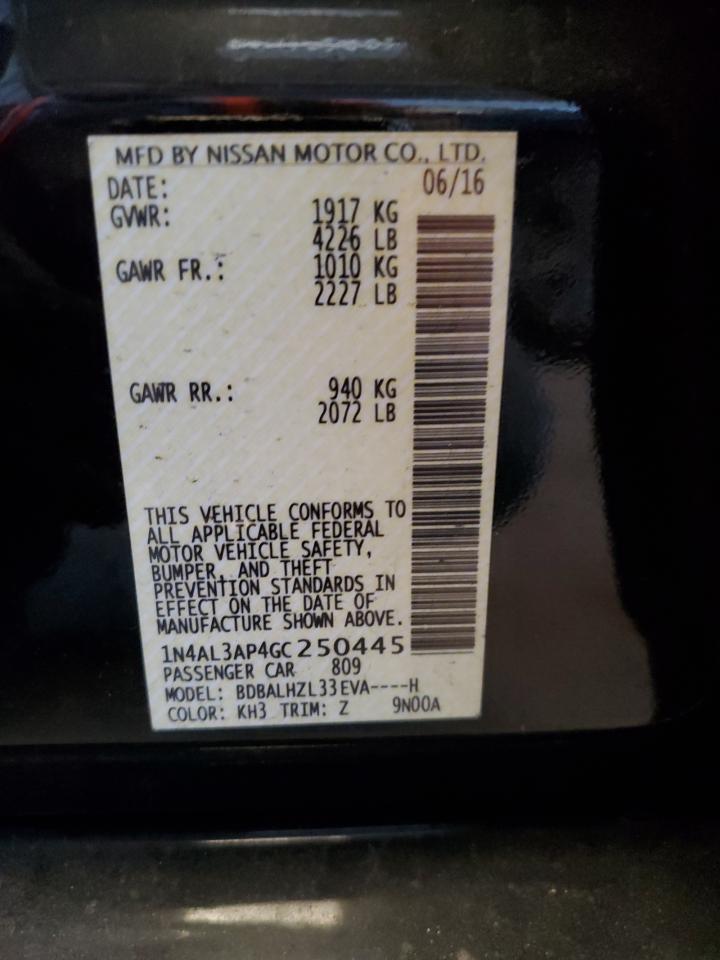 MFD BY NISSAN MOTOR CO., LTD.
DATE: 06/16
GVWR: 1917 KG
4226 LB
GAWR FR.: 1010 KG
2227 LB
GAWR RR.: 940 KG
2072 LB
THIS VEHICLE CONFORMS TO
ALL APPLICABLE FEDERAL
MOTOR VEHICLE SAFETY,
BUMPER, AND THEFT
PREVENTION STANDARDS IN
EFFECT ON THE DATE OF
MANUFACTURE SHOWN ABOVE.
1N4AL3AP4GC250445
PASSENGER CAR 809
MODEL: BDBALHZL33EVA----H
COLOR: KH3 TRIM: Z 9N00A